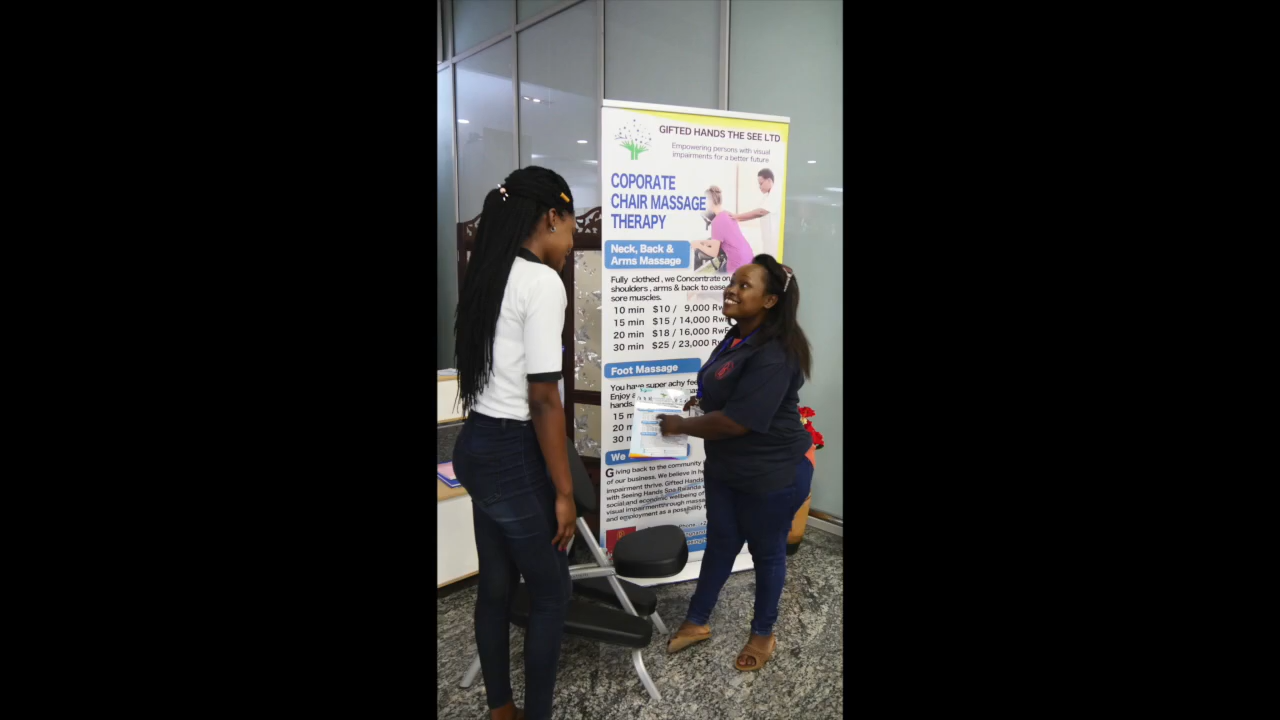 GIFTED HANDS THE SEE LTD
Empowering persons with visual
impairments for a better future
COPORATE
CHAIR MASSAGE
THERAPY
Neck, Back &
Arms Massage
Fully clothed , we Concentrate on
shoulders , arms & back to ease
sore muscles.
10 min $10 / 9,000 Rw
15 min $15 / 14,000 Rw
20 min $18 / 16,000 Rw
30 min $25 / 23,000 Rw
Foot Massage
You have super achy fee
Enjoy a
hands.
15 m
20 m
30 m
We
Giving back to the community
of our business. We believe in he
Impairment thrive. Gifted Hands
with Seeing Hands Spa Rwanda
social and economic wellbeing of
visual impairment through massa
and employment as a possibility f